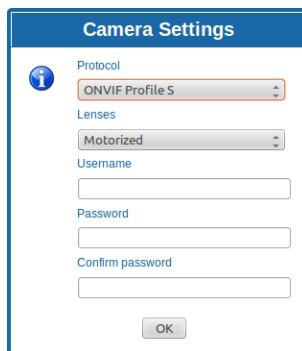 Camera Settings
Protocol
ONVIF Profile S
Lenses
Motorized
Username
Password
Confirm password
OK